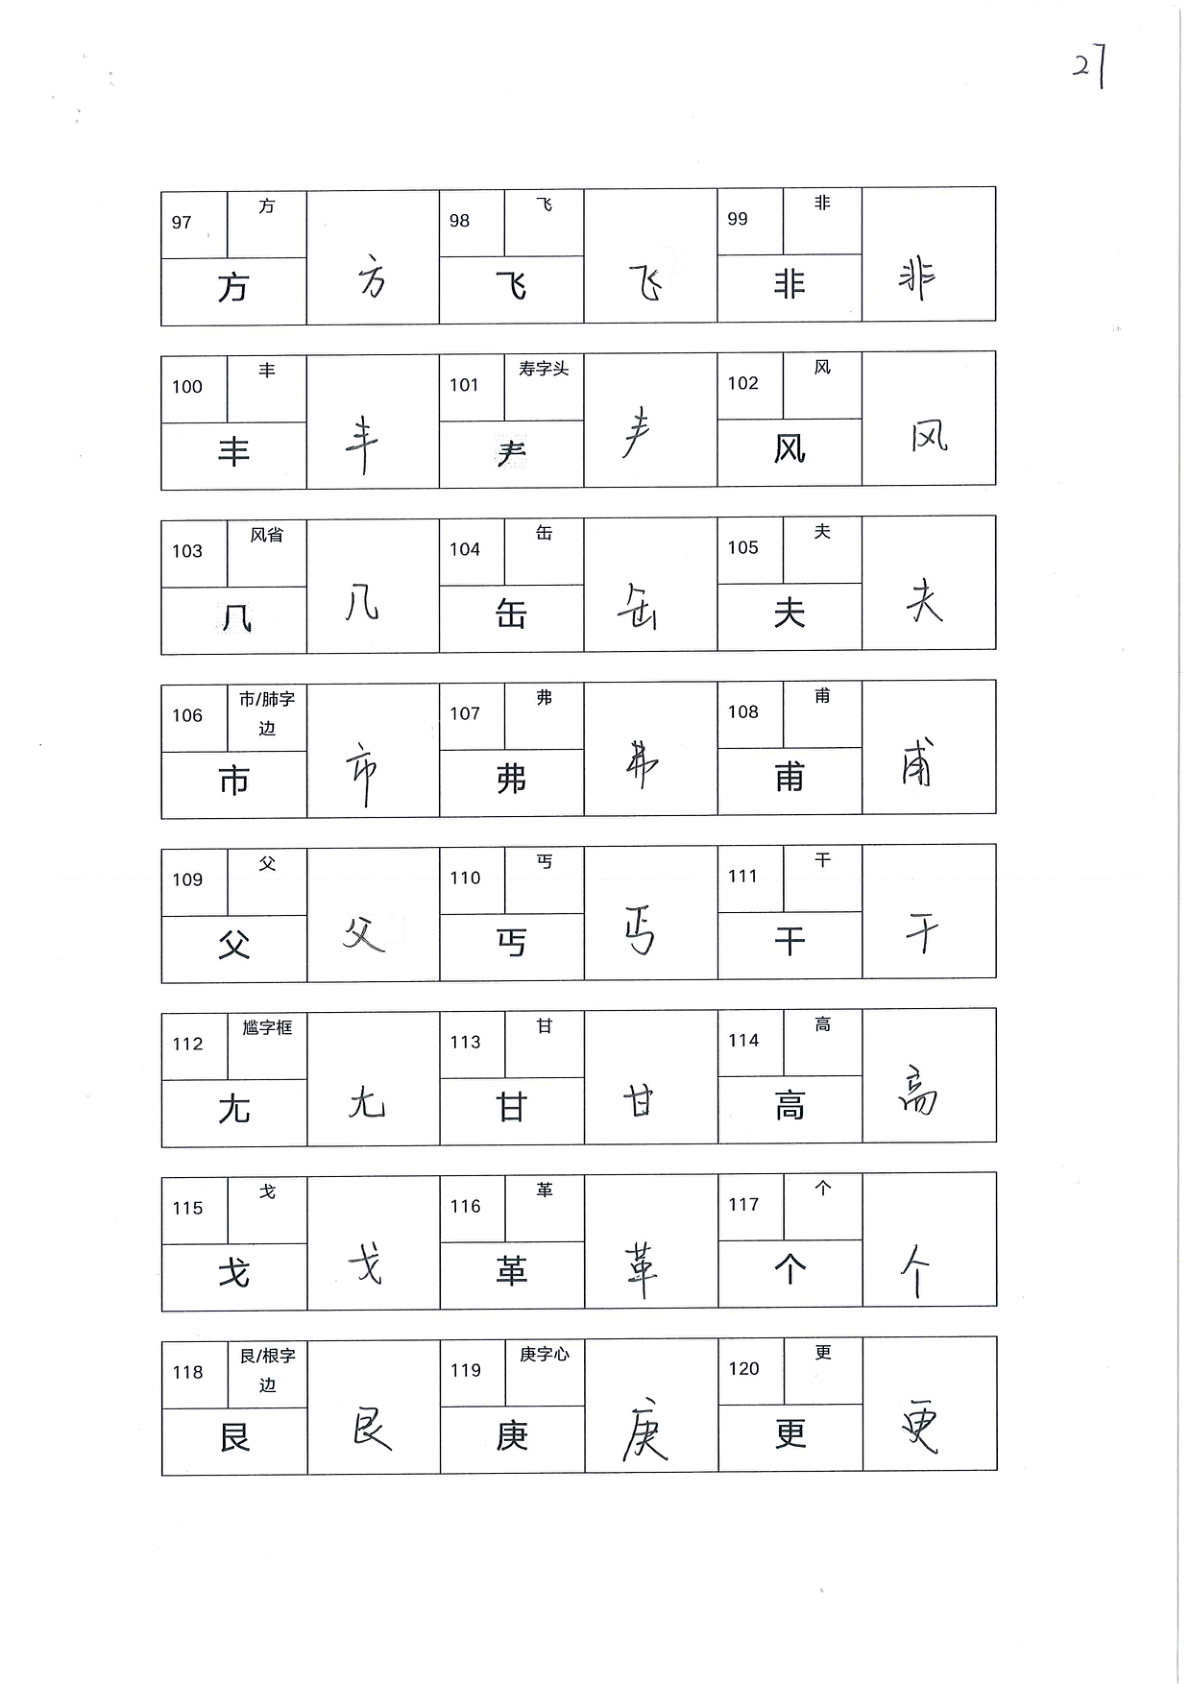 27
97 方 方 方 98 飞 飞 飞 99 非 非 非
100 丰 丰 丰 101 寿字头 龵 龵 102 风 风 风
103 风省 几 几 104 缶 缶 缶 105 夫 夫 夫
106 市/肺字边 市 市 107 弗 弗 弗 108 甫 甫 甫
109 父 父 父 110 丐 丐 丐 111 干 干 干
112 尴字框 尢 尢 113 甘 甘 甘 114 高 高 高
115 戈 戈 戈 116 革 革 革 117 个 个 个
118 艮/根字边 艮 艮 119 庚字心 庚 庚 120 更 更 更